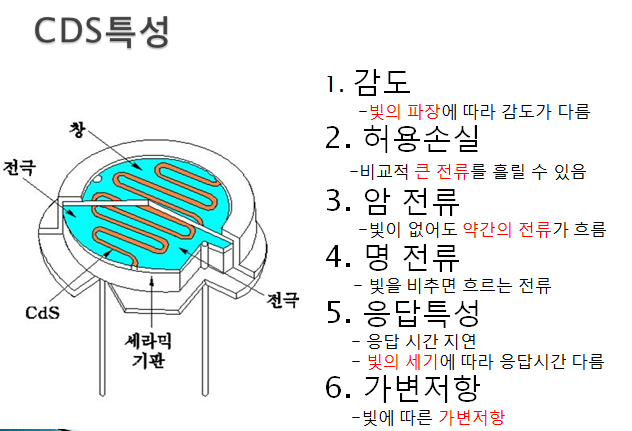 CDS특성
창
전극
CdS
세라믹
기판
전극
1. 감도
-빛의 파장에 따라 감도가 다름
2. 허용손실
-비교적 큰 전류를 흘릴 수 있음
3. 암 전류
-빛이 없어도 약간의 전류가 흐름
4. 명 전류
- 빛을 비추면 흐르는 전류
5. 응답특성
- 응답 시간 지연
- 빛의 세기에 따라 응답시간 다름
6. 가변저항
-빛에 따른 가변저항